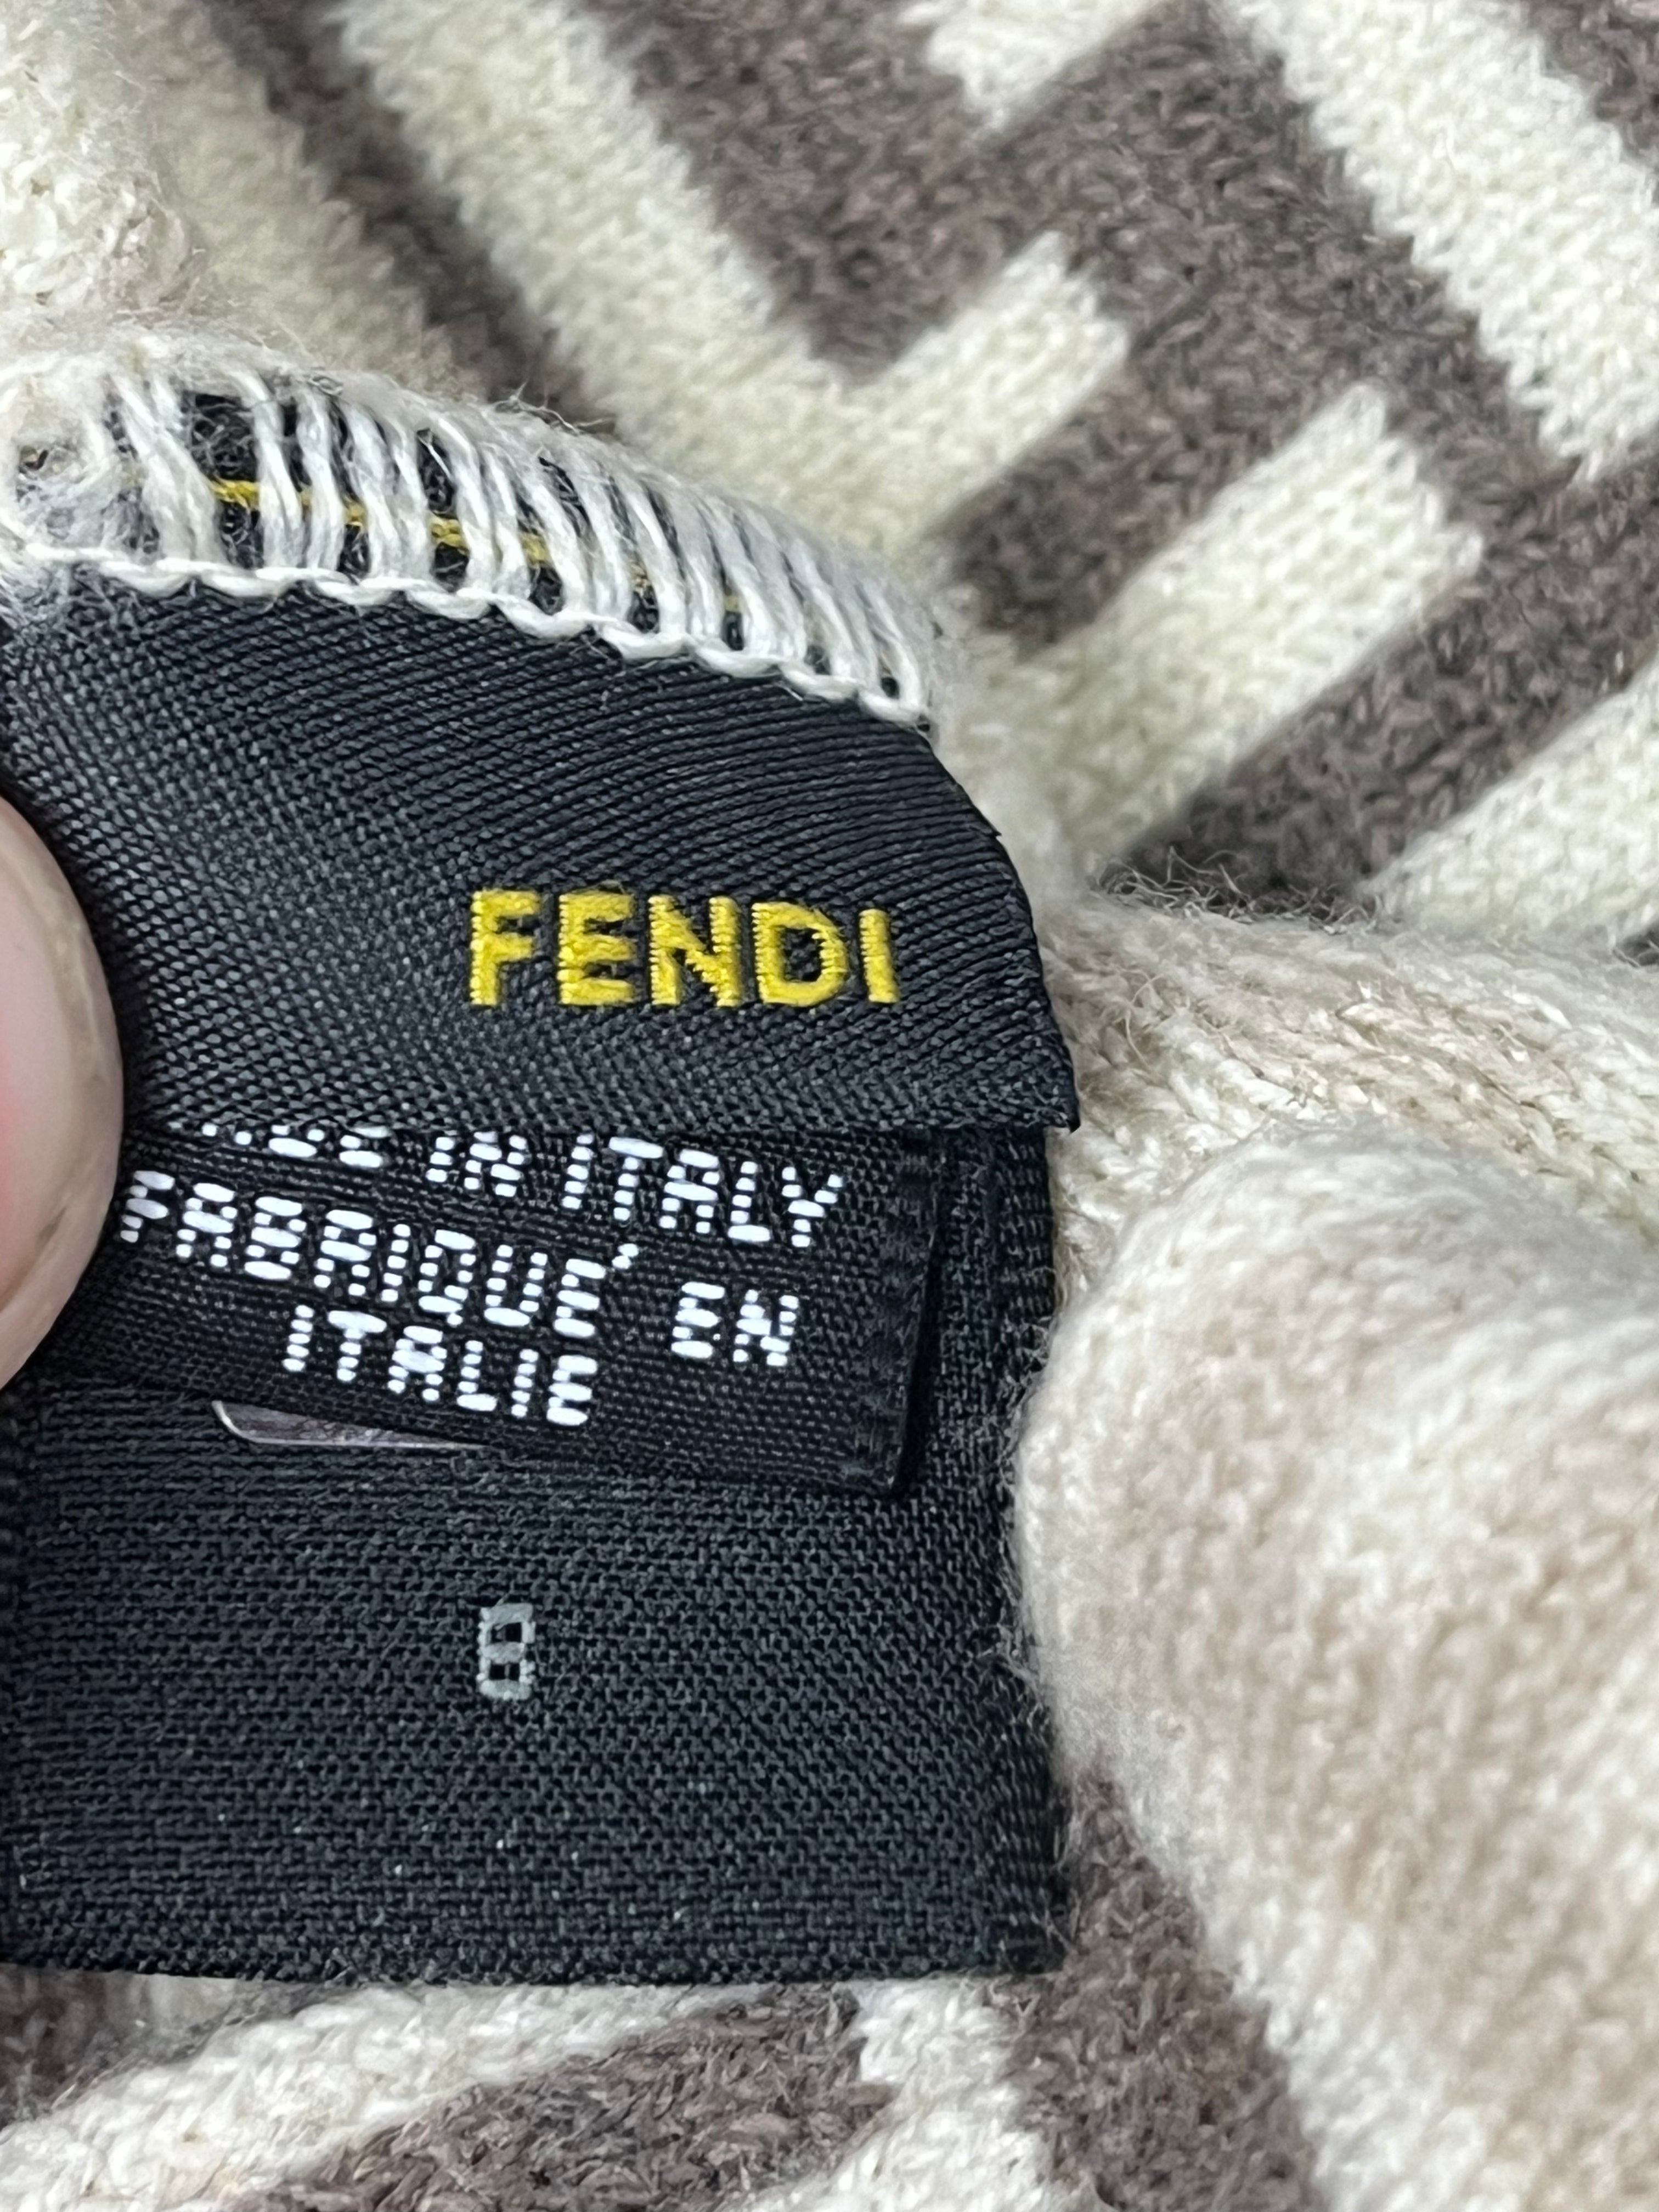 FENDI
IN ITALY
FABRIQUE' EN
ITALIE
8